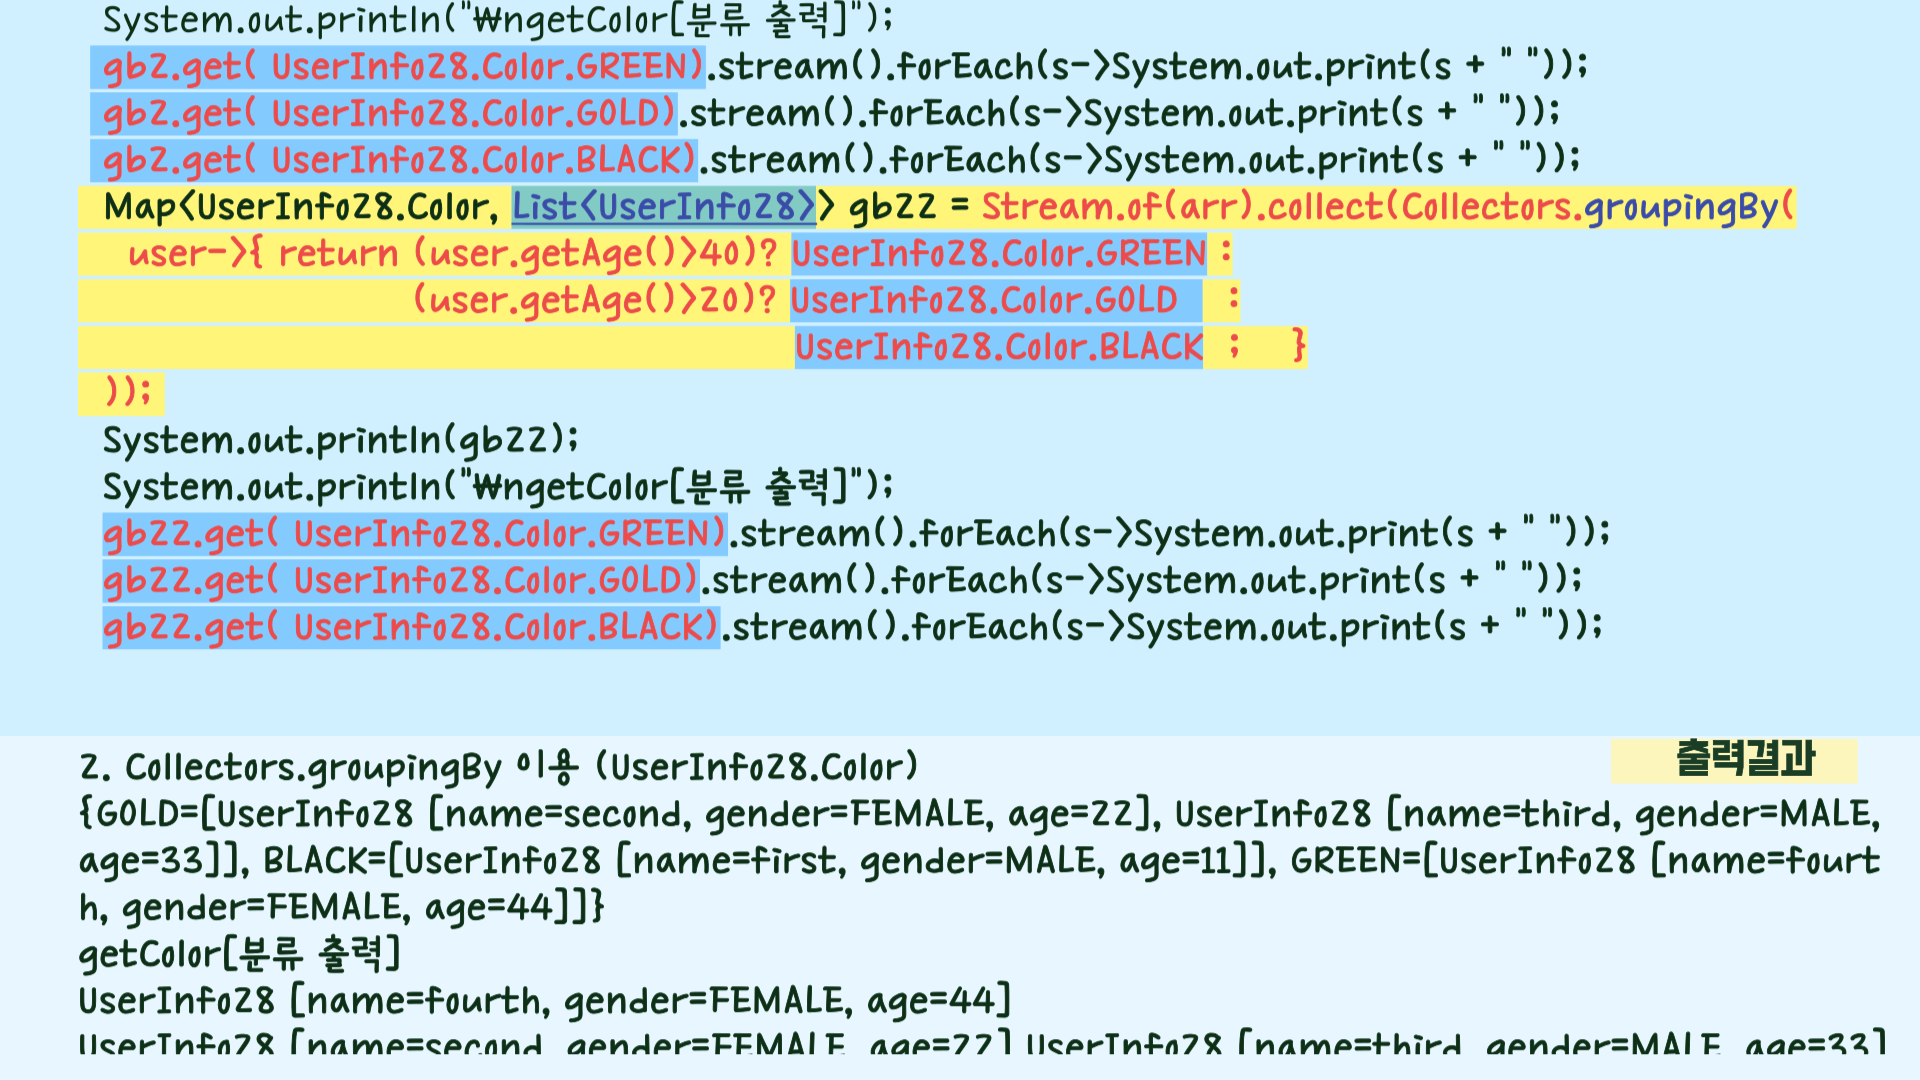 System.out.println("₩ngetColor[분류 출력]");
gb2.get( UserInfo28.Color.GREEN).stream().forEach(s->System.out.print(s + " "));
gb2.get( UserInfo28.Color.GOLD).stream().forEach(s->System.out.print(s + " "));
gb2.get( UserInfo28.Color.BLACK).stream().forEach(s->System.out.print(s + " "));
Map<UserInfo28.Color, List<UserInfo28>> gb22 = Stream.of(arr).collect(Collectors.groupingBy(
user->{ return (user.getAge()>40)? UserInfo28.Color.GREEN :
(user.getAge()>20)? UserInfo28.Color.GOLD :
UserInfo28.Color.BLACK ; }
));
System.out.println(gb22);
System.out.println("₩ngetColor[분류 출력]");
gb22.get( UserInfo28.Color.GREEN).stream().forEach(s->System.out.print(s + " "));
gb22.get( UserInfo28.Color.GOLD).stream().forEach(s->System.out.print(s + " "));
gb22.get( UserInfo28.Color.BLACK).stream().forEach(s->System.out.print(s + " "));
출력결과
2. Collectors.groupingBy 이용 (UserInfo28.Color)
{GOLD=[UserInfo28 [name=second, gender=FEMALE, age=22], UserInfo28 [name=third, gender=MALE,
age=33]], BLACK=[UserInfo28 [name=first, gender=MALE, age=11]], GREEN=[UserInfo28 [name=fourt
h, gender=FEMALE, age=44]]}
getColor[분류 출력]
UserInfo28 [name=fourth, gender=FEMALE, age=44]
UserInfo28 [name=second, gender=FEMALE, age=22] UserInfo28 [name=third, gender=MALE, age=33]